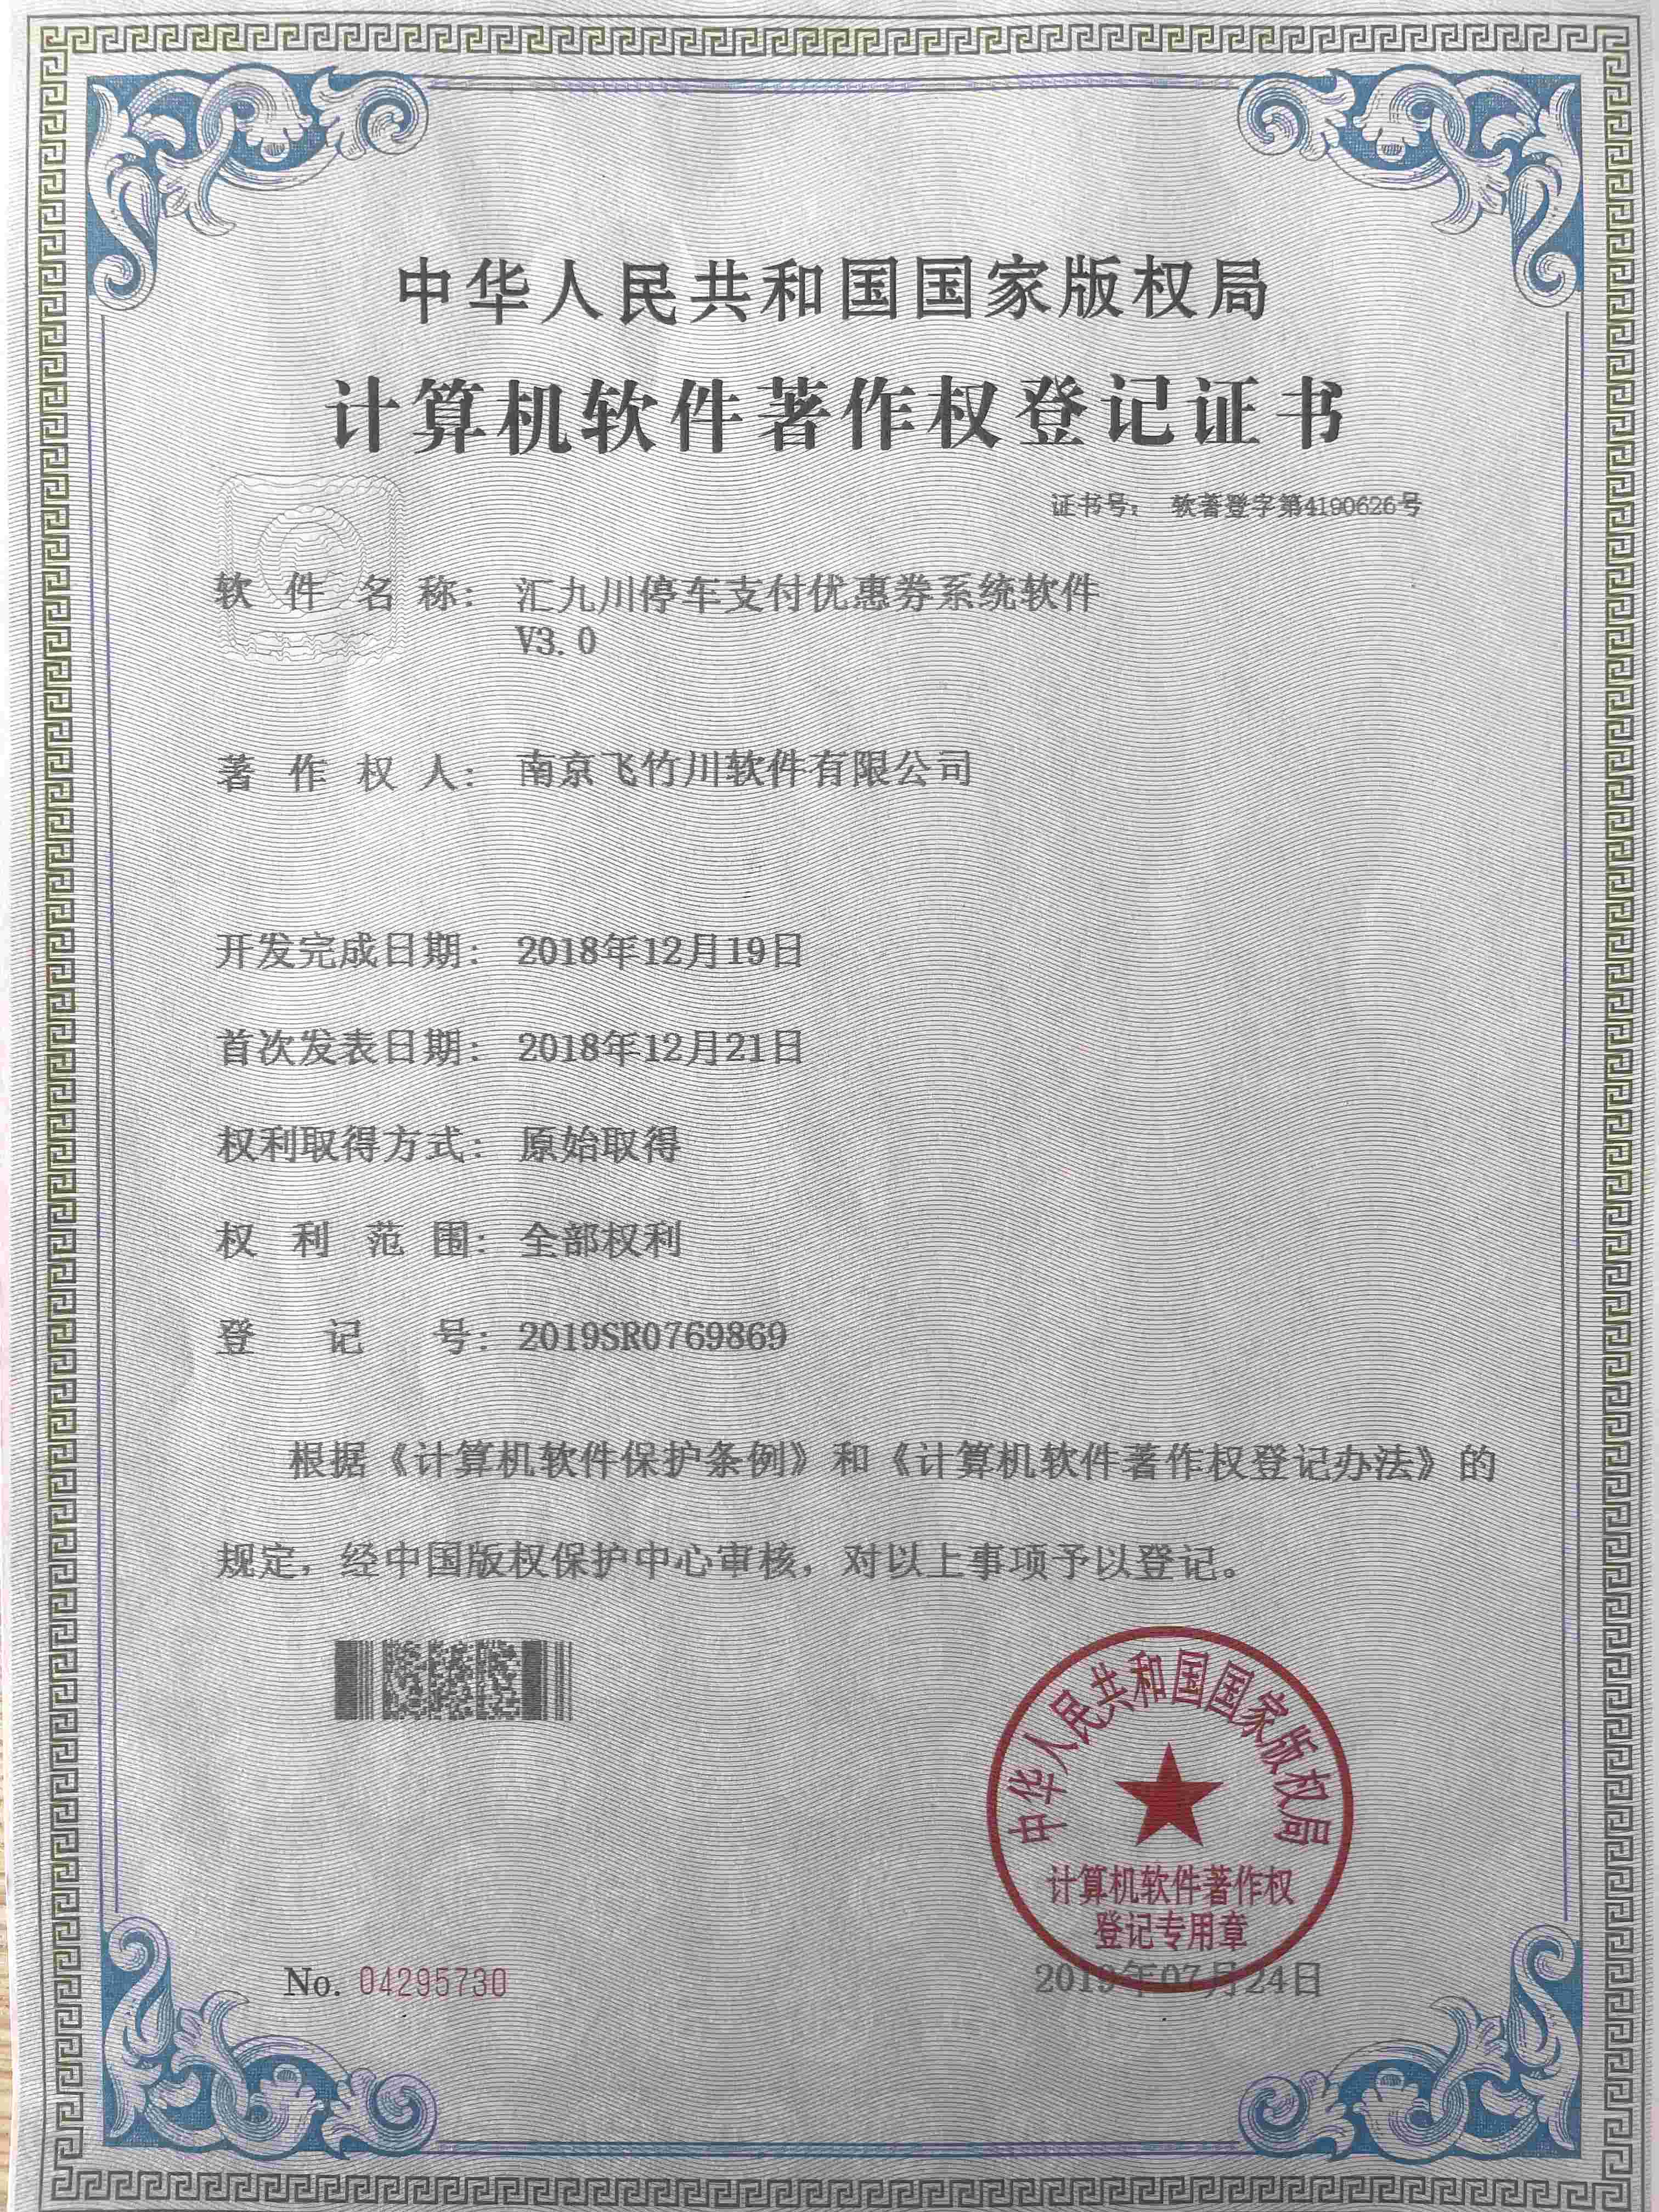 中华人民共和国国家版权局
计算机软件著作权登记证书
证书号： 软著登字第4190626号
软件名称： 汇九川停车支付优惠券系统软件
V3.0
著作权人： 南京飞竹川软件有限公司
开发完成日期： 2018年12月19日
首次发表日期： 2018年12月21日
权利取得方式： 原始取得
权利范围： 全部权利
登记号： 2019SR0769869
根据《计算机软件保护条例》和《计算机软件著作权登记办法》的
规定，经中国版权保护中心审核，对以上事项予以登记。
中华人民共和国国家版权局
计算机软件著作权
登记专用章
No. 04295730
2019年07月24日